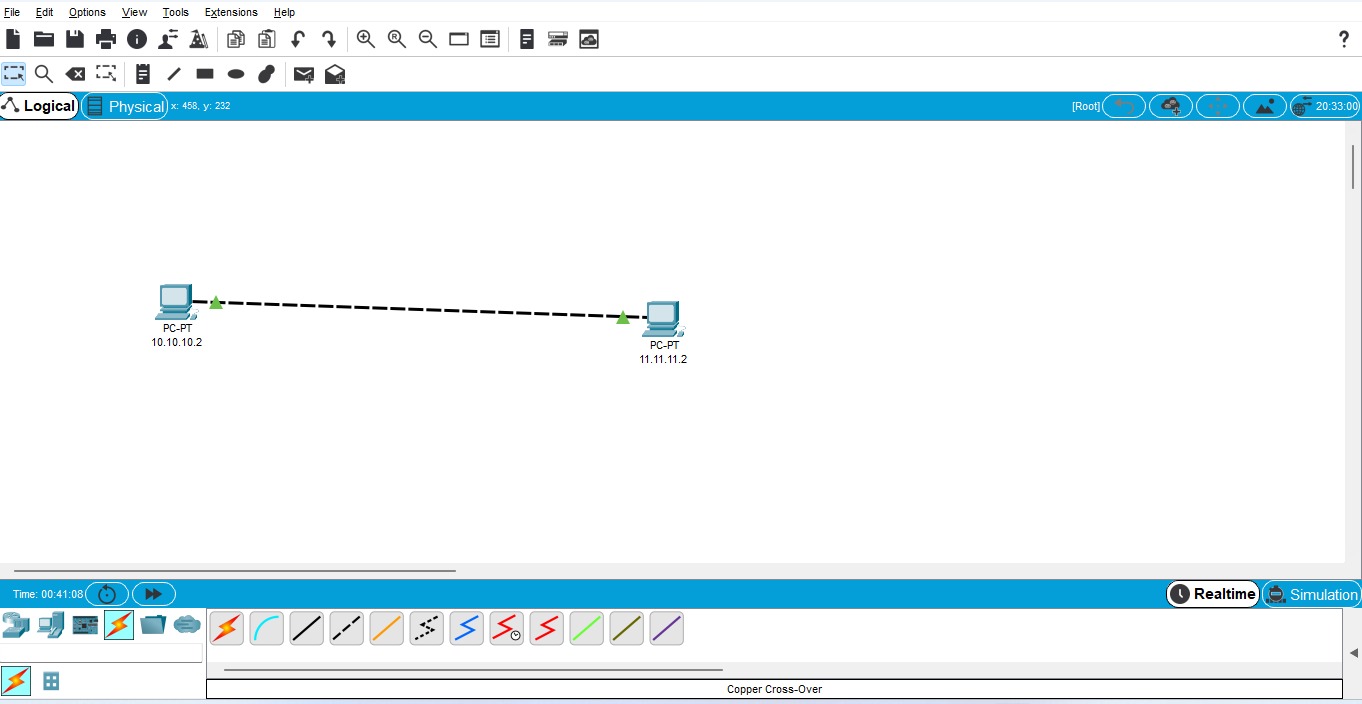 File Edit Options View Tools Extensions Help
?
Logical Physical x: 458, y: 232 [Root] 20:33:00
PC-PT
10.10.10.2
PC-PT
11.11.11.2
Time: 00:41:08 Realtime Simulation
Copper Cross-Over